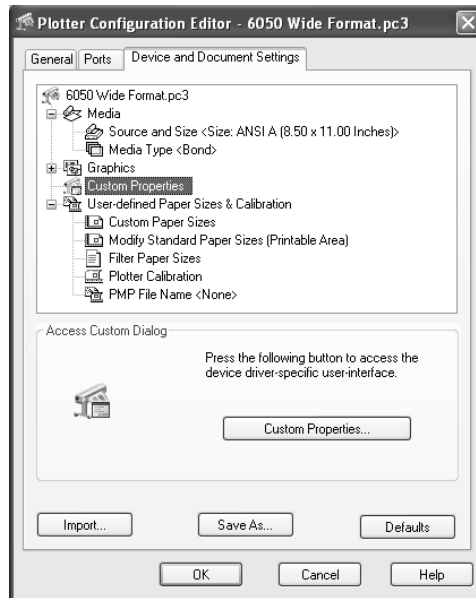 Plotter Configuration Editor - 6050 Wide Format.pc3
General Ports Device and Document Settings
6050 Wide Format.pc3
Media
Source and Size <Size: ANSI A (8.50 x 11.00 Inches)>
Media Type <Bond>
Graphics
Custom Properties
User-defined Paper Sizes & Calibration
Custom Paper Sizes
Modify Standard Paper Sizes (Printable Area)
Filter Paper Sizes
Plotter Calibration
PMP File Name <None>
Access Custom Dialog
Press the following button to access the
device driver-specific user-interface.
Custom Properties...
Import... Save As... Defaults
OK Cancel Help